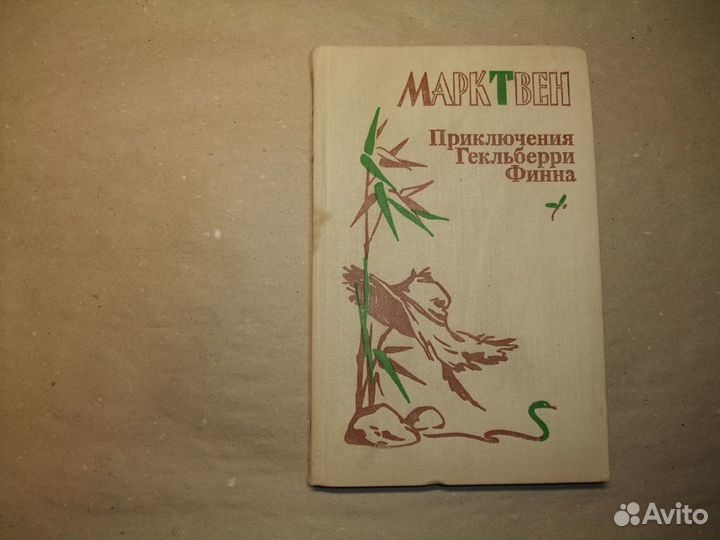 МАРК ТВЕН
Приключения
Гекльберри
Финна
Avito